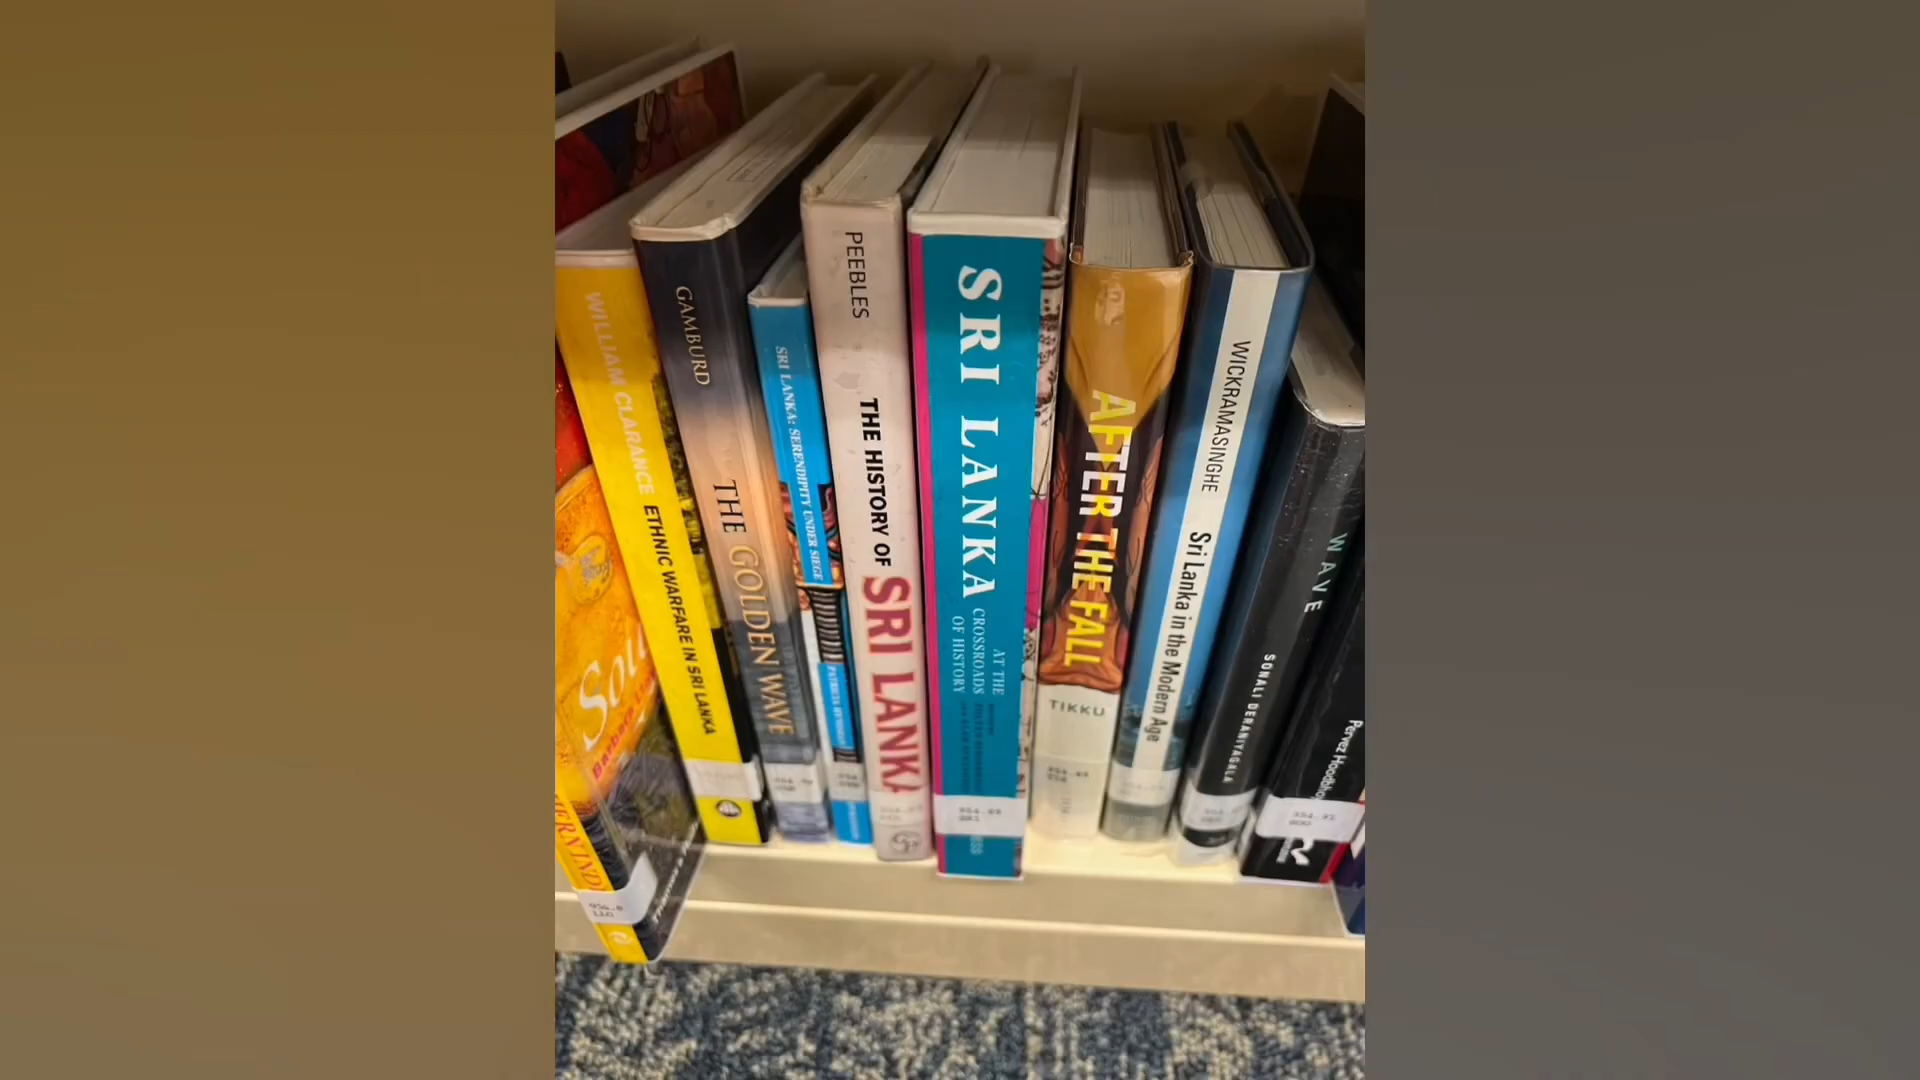 Sou
WILLIAM CLARANCE ETHNIC WARFARE IN SRI LANKA
GAMBURD THE GOLDEN WAVE
SRI LANKA: SERENDIPITY UNDER SIEGE
PEEBLES THE HISTORY OF SRI LANKA
SRI LANKA AT THE
CROSSROADS
OF HISTORY
AFTER THE FALL
TIKKU
WICKRAMASINGHE Sri Lanka in the Modern Age
WAVE
SONALI DERANIYAGALA
Pervez